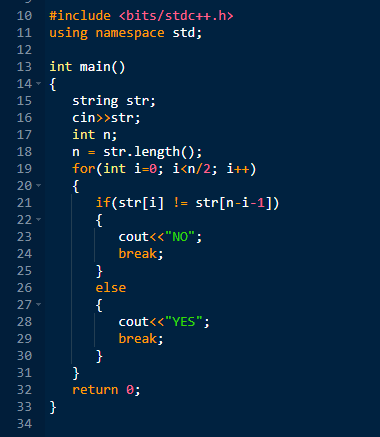 10 #include <bits/stdc++.h>
11 using namespace std;
12
13 int main()
14 {
15    string str;
16    cin>>str;
17    int n;
18    n = str.length();
19    for(int i=0; i<n/2; i++)
20    {
21       if(str[i] != str[n-i-1])
22       {
23          cout<<"NO";
24          break;
25       }
26       else
27       {
28          cout<<"YES";
29          break;
30       }
31    }
32    return 0;
33 }
34